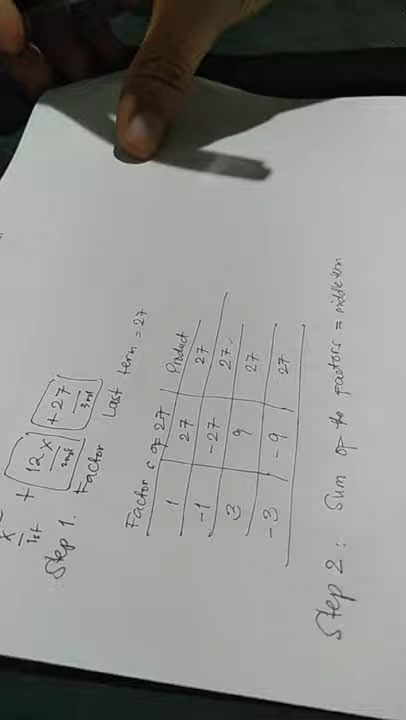 x + 12x + 27
1st 2nd 3rd
Step 1. Factor Last term = 27
Factors of 27 Product
1 27 27
-1 -27 27
3 9 27
-3 -9 27
Step 2: Sum of the factors = middle term